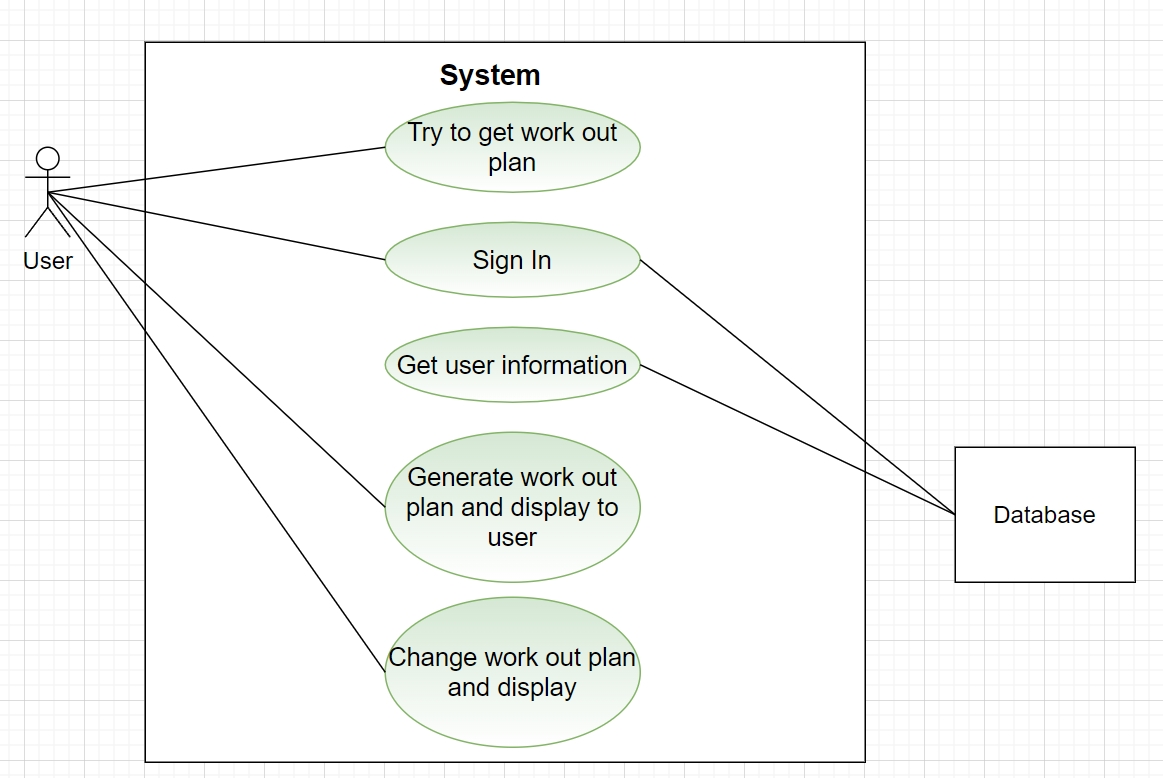 System
Try to get work out
plan
User
Sign In
Get user information
Generate work out
plan and display to
user
Database
Change work out plan
and display